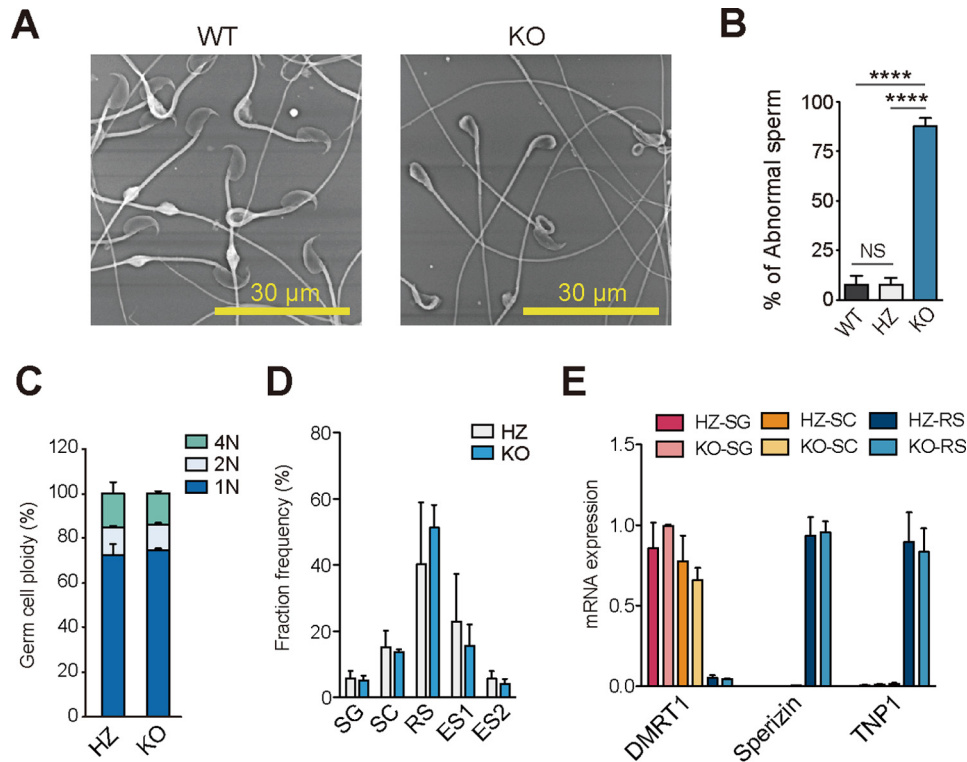 A
WT
KO
30 µm
30 µm
B
****
****
% of Abnormal sperm
100
75
50
25
0
NS
WT
HZ
KO
C
4N
2N
1N
Germ cell ploidy (%)
120
100
80
60
40
20
0
HZ
KO
D
HZ
KO
Fraction frequency (%)
80
60
40
20
0
SG
SC
RS
ES1
ES2
E
HZ-SG HZ-SC HZ-RS
KO-SG KO-SC KO-RS
mRNA expression
1.5
1.0
0.5
0.0
DMRT1
Sperizin
TNP1